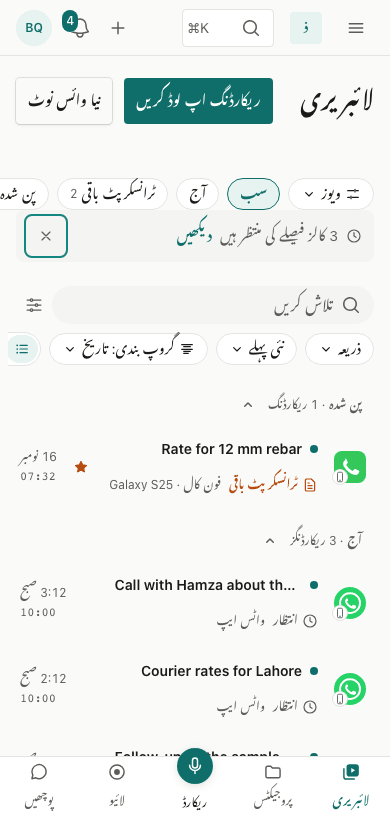 ذ
⌘K
4
BQ
لائبریری
ریکارڈنگ اپ لوڈ کریں
نیا وائس نوٹ
ویوز
سب
آج
ٹرانسکرپٹ باقی 2
پن شدہ
3 کالز فیصلے کی منتظر ہیں دیکھیں
تلاش کریں
ذریعہ
نئی پہلے
گروپ بندی: تاریخ
پن شدہ · 1 ریکارڈنگ
Rate for 12 mm rebar
16 نومبر
ٹرانسکرپٹ باقی فون کال · Galaxy S25
07:32
آج · 3 ریکارڈنگز
Call with Hamza about th...
3:12 صبح
انتظار واٹس ایپ
10:00
Courier rates for Lahore
2:12 صبح
انتظار واٹس ایپ
10:00
لائبریری
پروجیکٹس
ریکارڈ
لائیو
پوچھیں